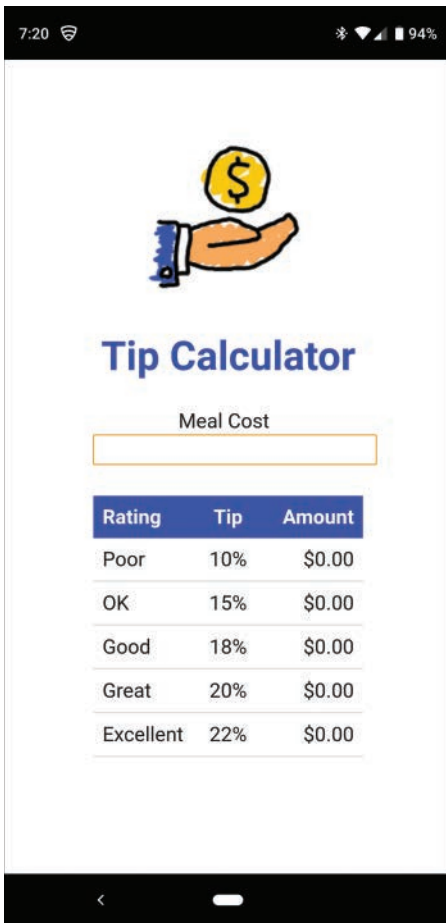 7:20 94%
$
Tip Calculator
Meal Cost
Rating Tip Amount
Poor 10% $0.00
OK 15% $0.00
Good 18% $0.00
Great 20% $0.00
Excellent 22% $0.00